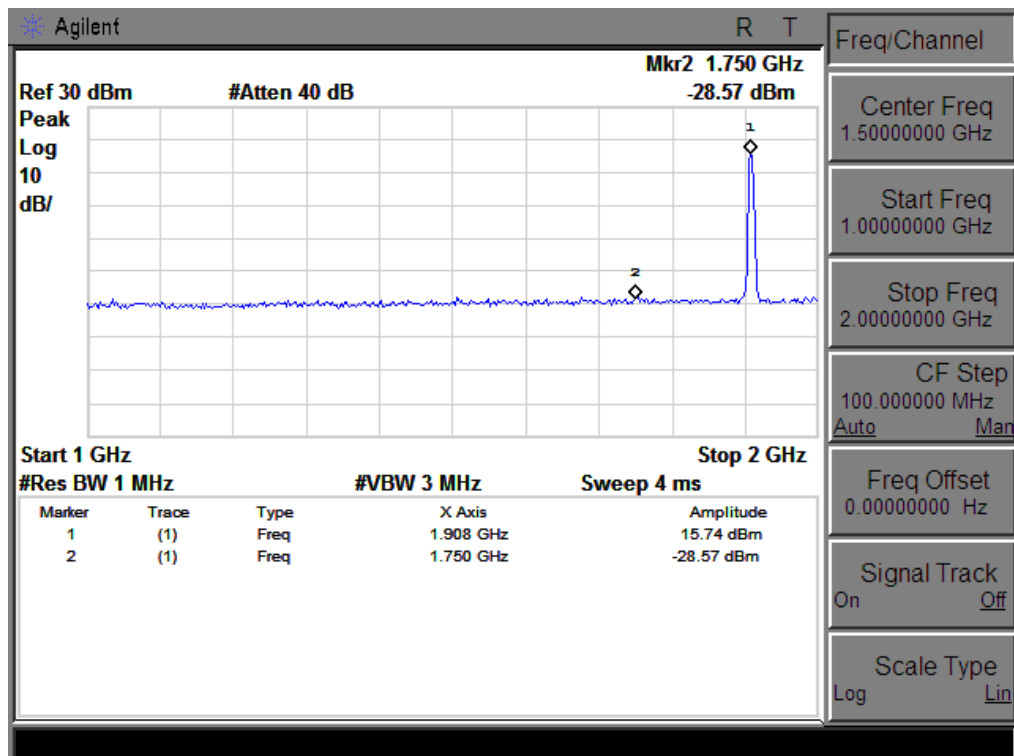 Agilent R T
Mkr2 1.750 GHz
Ref 30 dBm #Atten 40 dB -28.57 dBm
Peak
Log
10
dB/
1
2
Start 1 GHz Stop 2 GHz
#Res BW 1 MHz #VBW 3 MHz Sweep 4 ms
Marker Trace Type X Axis Amplitude
1 (1) Freq 1.908 GHz 15.74 dBm
2 (1) Freq 1.750 GHz -28.57 dBm
Freq/Channel
Center Freq
1.50000000 GHz
Start Freq
1.00000000 GHz
Stop Freq
2.00000000 GHz
CF Step
100.000000 MHz
Auto Man
Freq Offset
0.00000000 Hz
Signal Track
On Off
Scale Type
Log Lin